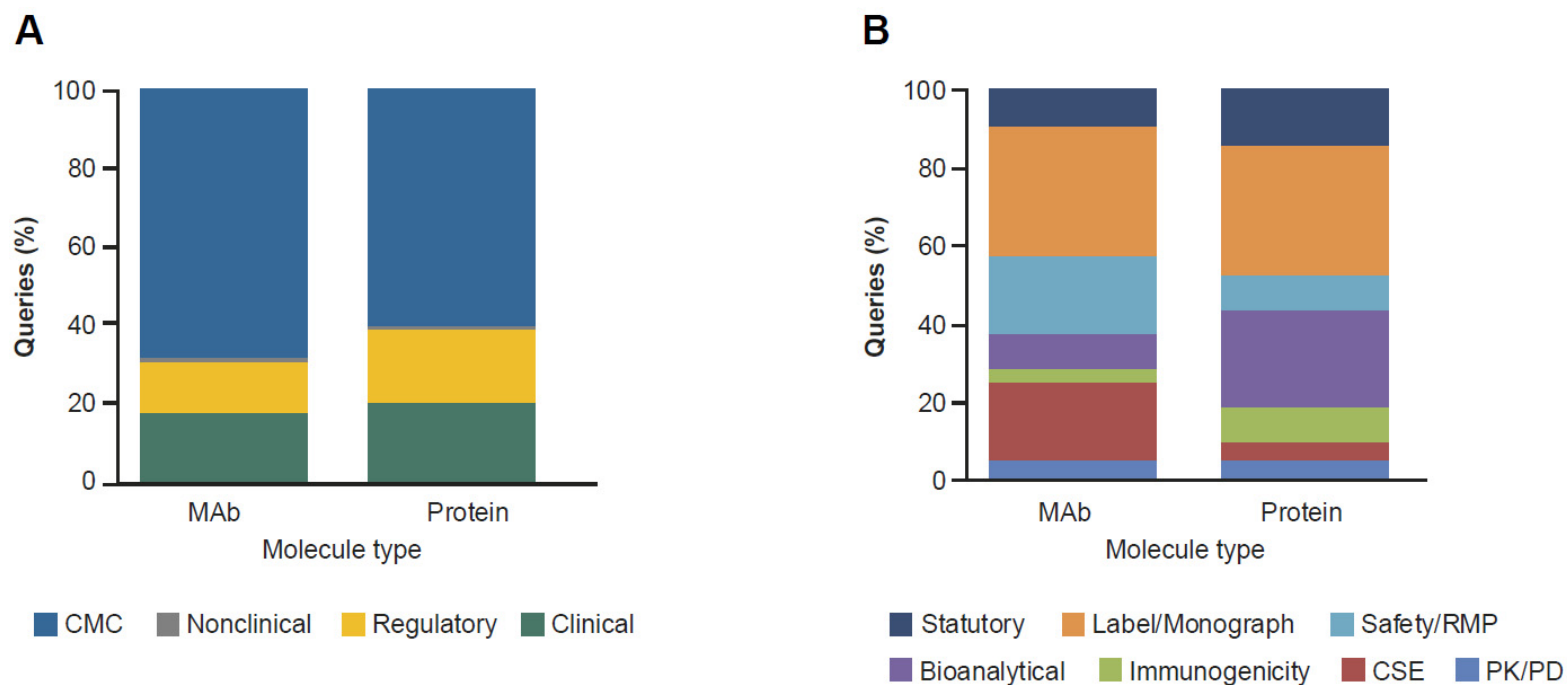 A
100
80
60
40
20
0
Queries (%)
MAb Protein
Molecule type
CMC Nonclinical Regulatory Clinical
B
100
80
60
40
20
0
Queries (%)
MAb Protein
Molecule type
Statutory Label/Monograph Safety/RMP
Bioanalytical Immunogenicity CSE PK/PD